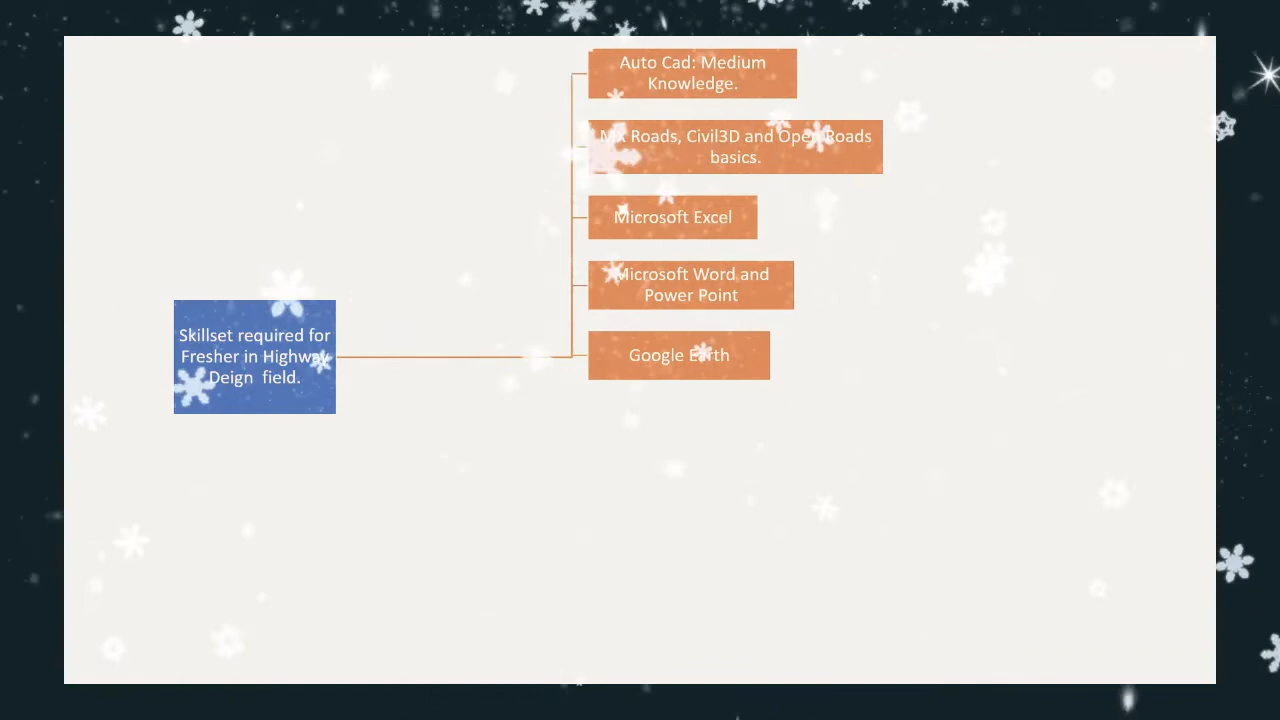 Auto Cad: Medium
Knowledge.
MX Roads, Civil3D and Open Roads
basics.
Microsoft Excel
Microsoft Word and
Power Point
Google Earth
Skillset required for
Fresher in Highway
Deign field.